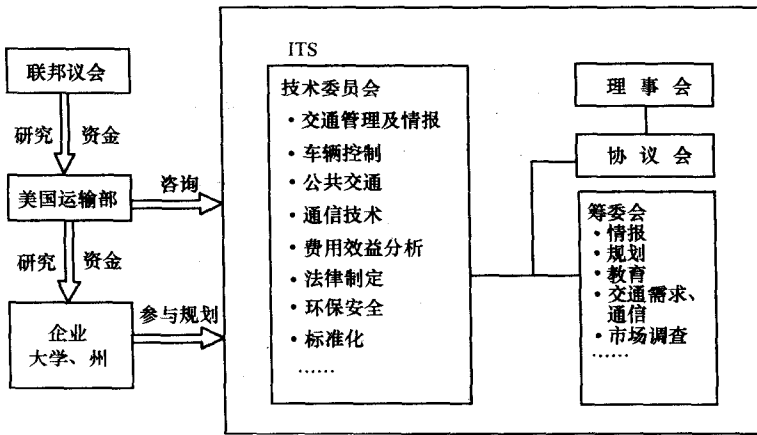 联邦议会
研究 资金
美国运输部
咨询
研究 资金
企业
大学、州
参与规划
ITS
技术委员会
·交通管理及情报
·车辆控制
·公共交通
·通信技术
·费用效益分析
·法律制定
·环保安全
·标准化
……
理事会
协议会
筹委会
·情报
·规划
·教育
·交通需求、
通信
·市场调查
……